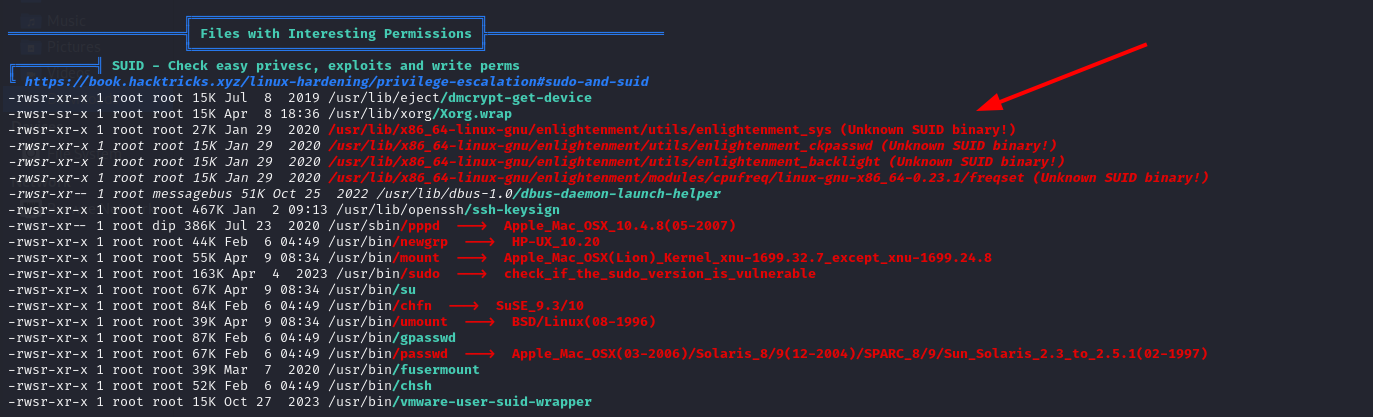 Music
Pictures
Files with Interesting Permissions
SUID - Check easy privesc, exploits and write perms
https://book.hacktricks.xyz/linux-hardening/privilege-escalation#sudo-and-suid
-rwsr-xr-x 1 root root 15K Jul  8  2019 /usr/lib/eject/dmcrypt-get-device
-rwsr-sr-x 1 root root 15K Apr  8 18:36 /usr/lib/xorg/Xorg.wrap
-rwsr-xr-x 1 root root 27K Jan 29  2020 /usr/lib/x86_64-linux-gnu/enlightenment/utils/enlightenment_sys (Unknown SUID binary!)
-rwsr-xr-x 1 root root 15K Jan 29  2020 /usr/lib/x86_64-linux-gnu/enlightenment/utils/enlightenment_ckpasswd (Unknown SUID binary!)
-rwsr-xr-x 1 root root 15K Jan 29  2020 /usr/lib/x86_64-linux-gnu/enlightenment/utils/enlightenment_backlight (Unknown SUID binary!)
-rwsr-xr-x 1 root root 15K Jan 29  2020 /usr/lib/x86_64-linux-gnu/enlightenment/modules/cpufreq/linux-gnu-x86_64-0.23.1/freqset (Unknown SUID binary!)
-rwsr-xr-- 1 root messagebus 51K Oct 25  2022 /usr/lib/dbus-1.0/dbus-daemon-launch-helper
-rwsr-xr-x 1 root root 467K Jan  2 09:13 /usr/lib/openssh/ssh-keysign
-rwsr-xr-- 1 root dip 386K Jul 23  2020 /usr/sbin/pppd  --->  Apple_Mac_OSX_10.4.8(05-2007)
-rwsr-xr-x 1 root root 44K Feb  6 04:49 /usr/bin/newgrp  --->  HP-UX_10.20
-rwsr-xr-x 1 root root 55K Apr  9 08:34 /usr/bin/mount  --->  Apple_Mac_OSX(Lion)_Kernel_xnu-1699.32.7_except_xnu-1699.24.8
-rwsr-xr-x 1 root root 163K Apr  4  2023 /usr/bin/sudo  --->  check_if_the_sudo_version_is_vulnerable
-rwsr-xr-x 1 root root 67K Apr  9 08:34 /usr/bin/su
-rwsr-xr-x 1 root root 84K Feb  6 04:49 /usr/bin/chfn  --->  SuSE_9.3/10
-rwsr-xr-x 1 root root 39K Apr  9 08:34 /usr/bin/umount  --->  BSD/Linux(08-1996)
-rwsr-xr-x 1 root root 87K Feb  6 04:49 /usr/bin/gpasswd
-rwsr-xr-x 1 root root 67K Feb  6 04:49 /usr/bin/passwd  --->  Apple_Mac_OSX(03-2006)/Solaris_8/9(12-2004)/SPARC_8/9/Sun_Solaris_2.3_to_2.5.1(02-1997)
-rwsr-xr-x 1 root root 39K Mar  7  2020 /usr/bin/fusermount
-rwsr-xr-x 1 root root 52K Feb  6 04:49 /usr/bin/chsh
-rwsr-xr-x 1 root root 15K Oct 27  2023 /usr/bin/vmware-user-suid-wrapper